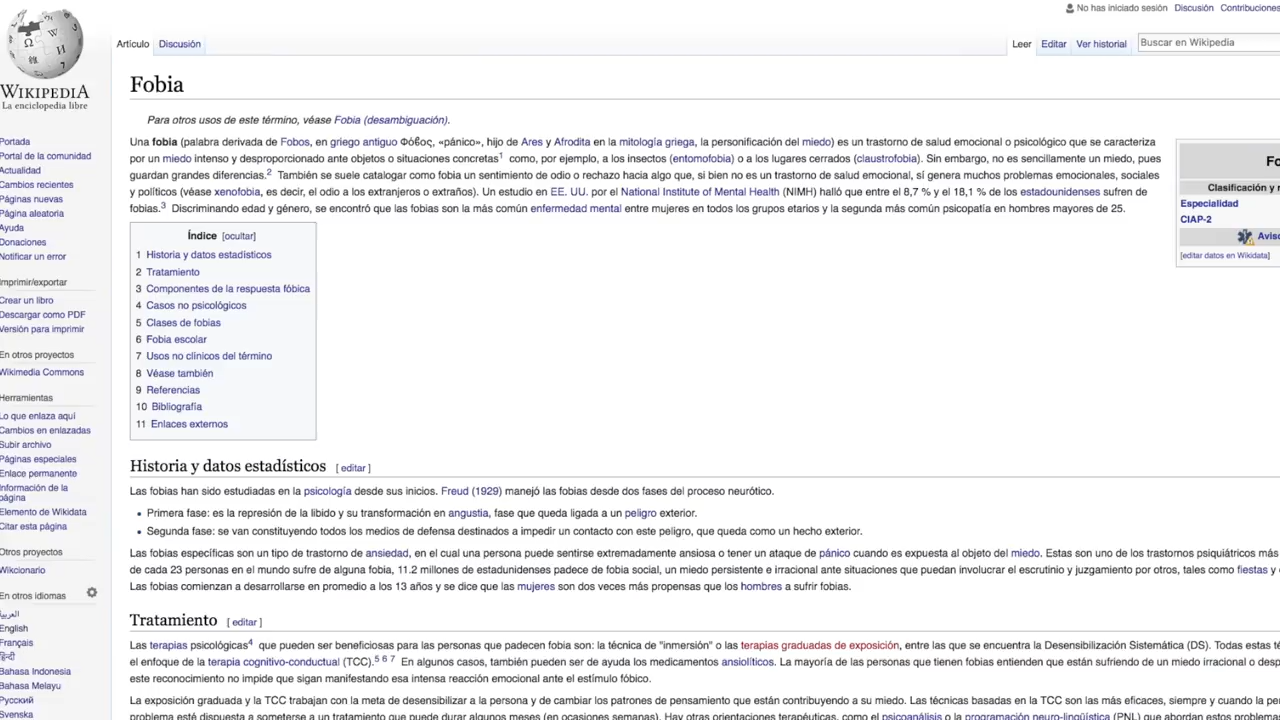 No ha iniciado sesión Discusión Contribuciones
Artículo Discusión Leer Editar Ver historial Buscar en Wikipedia
WIKIPEDIA
La enciclopedia libre
Portada
Portal de la comunidad
Actualidad
Cambios recientes
Páginas nuevas
Página aleatoria
Ayuda
Donaciones
Notificar un error
Imprimir/exportar
Crear un libro
Descargar como PDF
Versión para imprimir
En otros proyectos
Wikimedia Commons
Herramientas
Lo que enlaza aquí
Cambios en enlazadas
Subir archivo
Páginas especiales
Enlace permanente
Información de la
página
Elemento de Wikidata
Citar esta página
Otros proyectos
Wikcionario
En otros idiomas
العربية
English
Français
हिन्दी
Bahasa Indonesia
Bahasa Melayu
Русский
Svenska
Fobia
Para otros usos de este término, véase Fobia (desambiguación).
Una fobia (palabra derivada de Fobos, en griego antiguo Φόϐος, «pánico», hijo de Ares y Afrodita en la mitología griega, la personificación del miedo) es un trastorno de salud emocional o psicológico que se caracteriza
por un miedo intenso y desproporcionado ante objetos o situaciones concretas1 como, por ejemplo, a los insectos (entomofobia) o a los lugares cerrados (claustrofobia). Sin embargo, no es sencillamente un miedo, pues
guardan grandes diferencias.2 También se suele catalogar como fobia un sentimiento de odio o rechazo hacia algo que, si bien no es un trastorno de salud emocional, sí genera muchos problemas emocionales, sociales
y políticos (véase xenofobia, es decir, el odio a los extranjeros o extraños). Un estudio en EE. UU. por el National Institute of Mental Health (NIMH) halló que entre el 8,7 % y el 18,1 % de los estadounidenses sufren de
fobias.3 Discriminando edad y género, se encontró que las fobias son la más común enfermedad mental entre mujeres en todos los grupos etarios y la segunda más común psicopatía en hombres mayores de 25.
Fo
Clasificación y r
Especialidad
CIAP-2
Aviso
[editar datos en Wikidata]
Índice [ocultar]
1 Historia y datos estadísticos
2 Tratamiento
3 Componentes de la respuesta fóbica
4 Casos no psicológicos
5 Clases de fobias
6 Fobia escolar
7 Usos no clínicos del término
8 Véase también
9 Referencias
10 Bibliografía
11 Enlaces externos
Historia y datos estadísticos [ editar ]
Las fobias han sido estudiadas en la psicología desde sus inicios. Freud (1929) manejó las fobias desde dos fases del proceso neurótico.
• Primera fase: es la represión de la libido y su transformación en angustia, fase que queda ligada a un peligro exterior.
• Segunda fase: se van constituyendo todos los medios de defensa destinados a impedir un contacto con este peligro, que queda como un hecho exterior.
Las fobias específicas son un tipo de trastorno de ansiedad, en el cual una persona puede sentirse extremadamente ansiosa o tener un ataque de pánico cuando es expuesta al objeto del miedo. Estas son uno de los trastornos psiquiátricos más
de cada 23 personas en el mundo sufre de alguna fobia, 11.2 millones de estadunidenses padece de fobia social, un miedo persistente e irracional ante situaciones que puedan involucrar el escrutinio y juzgamiento por otros, tales como fiestas y
Las fobias comienzan a desarrollarse en promedio a los 13 años y se dice que las mujeres son dos veces más propensas que los hombres a sufrir fobias.
Tratamiento [ editar ]
Las terapias psicológicas4 que pueden ser beneficiosas para las personas que padecen fobia son: la técnica de "inmersión" o las terapias graduadas de exposición, entre las que se encuentra la Desensibilización Sistemática (DS). Todas estas té
el enfoque de la terapia cognitivo-conductual (TCC).5 6 7 En algunos casos, también pueden ser de ayuda los medicamentos ansiolíticos. La mayoría de las personas que tienen fobias entienden que están sufriendo de un miedo irracional o desp
este reconocimiento no impide que sigan manifestando esa intensa reacción emocional ante el estímulo fóbico.
La exposición graduada y la TCC trabajan con la meta de desensibilizar a la persona y de cambiar los patrones de pensamiento que están contribuyendo a su miedo. Las técnicas basadas en la TCC son las más eficaces, siempre y cuando la pe
problema esté dispuesta a someterse a un tratamiento que puede durar algunos meses (en ocasiones semanas). Hay otras orientaciones terapéuticas, como el psicoanálisis o la programación neuro-lingüística (PNL) que abordan estos problem